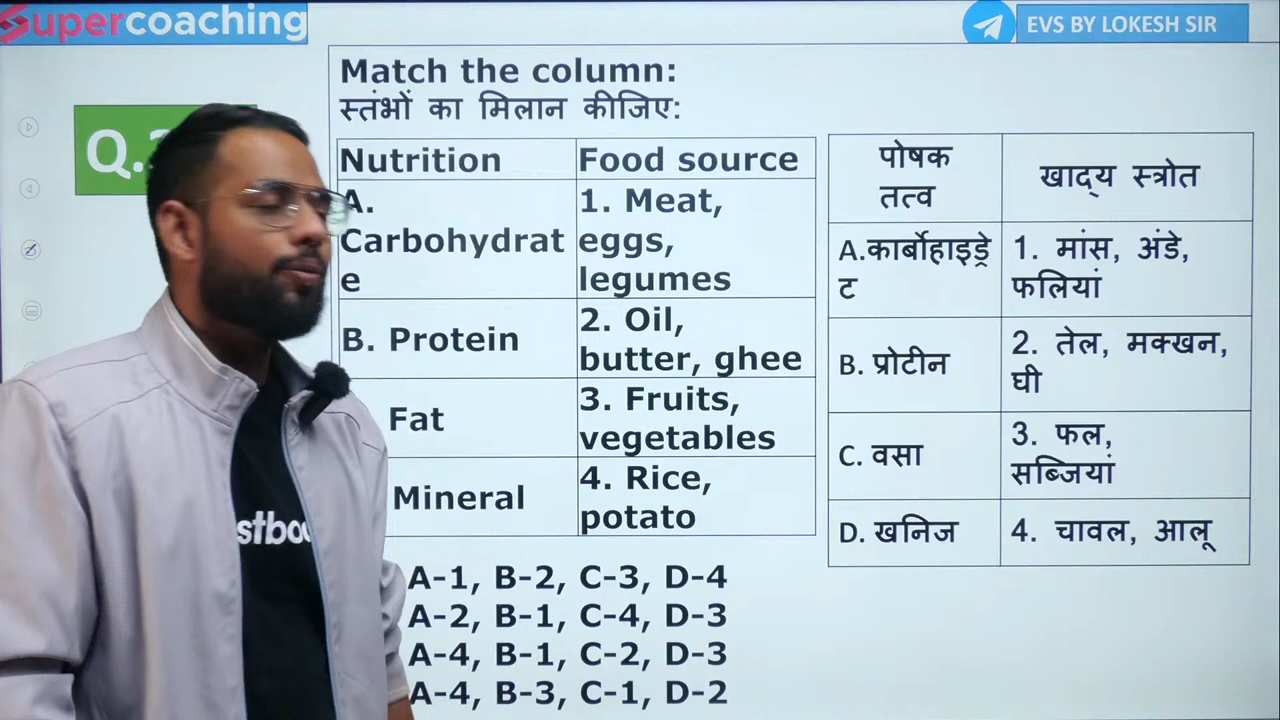 Supercoaching
EVS BY LOKESH SIR
Match the column:
स्तंभों का मिलान कीजिए:
Nutrition Food source
A. 1. Meat,
Carbohydrat eggs,
e legumes
B. Protein 2. Oil,
butter, ghee
Fat 3. Fruits,
vegetables
Mineral 4. Rice,
potato
पोषक
तत्व
खाद्य स्त्रोत
A.कार्बोहाइड्रे 1. मांस, अंडे,
ट फलियां
B. प्रोटीन 2. तेल, मक्खन,
घी
C. वसा 3. फल,
सब्जियां
D. खनिज 4. चावल, आलू
A-1, B-2, C-3, D-4
A-2, B-1, C-4, D-3
A-4, B-1, C-2, D-3
A-4, B-3, C-1, D-2